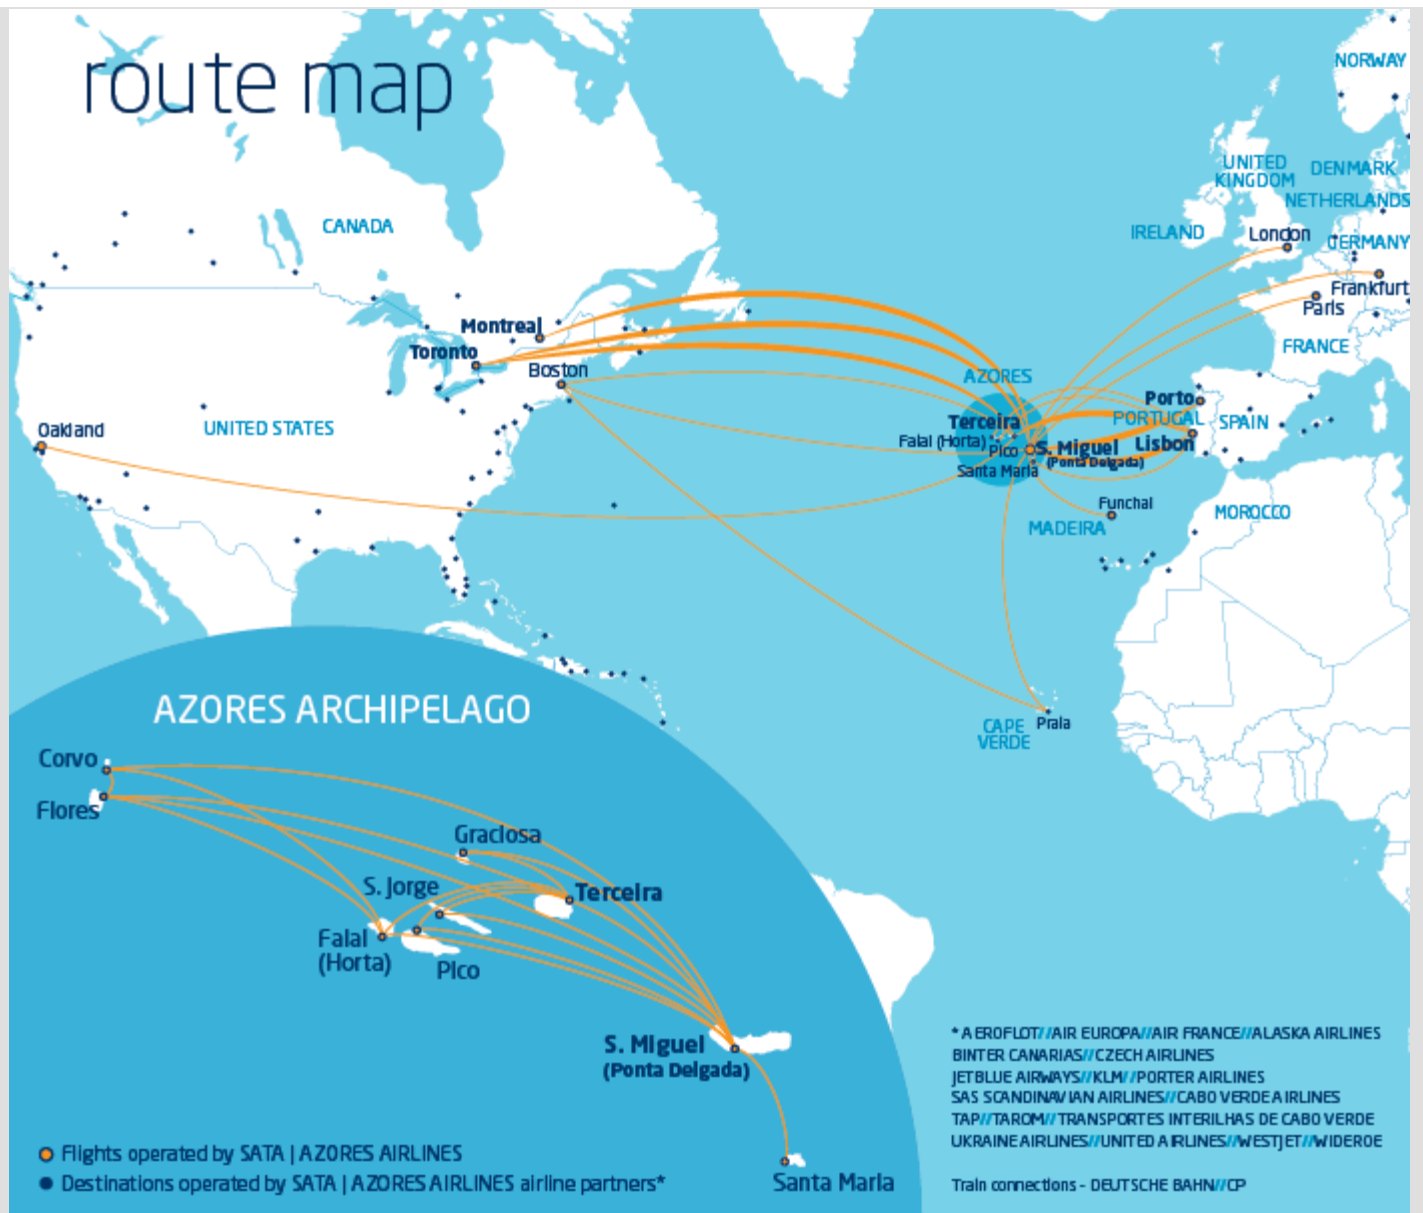 route map
NORWAY
UNITED
KINGDOM
DENMARK
NETHERLANDS
IRELAND
London
GERMANY
CANADA
Frankfurt
Paris
Montreal
Toronto
FRANCE
Boston
AZORES
Porto
PORTUGAL
SPAIN
Oakland
UNITED STATES
Terceira
Faial (Horta)
Pico
S. Miguel
(Ponta Delgada)
Lisbon
Santa Maria
Funchal
MADEIRA
MOROCCO
CAPE
VERDE
Praia
AZORES ARCHIPELAGO
Corvo
Flores
Graciosa
S. Jorge
Terceira
Faial
(Horta)
Pico
S. Miguel
(Ponta Delgada)
Santa Maria
Flights operated by SATA | AZORES AIRLINES
Destinations operated by SATA | AZORES AIRLINES airline partners*
* AEROFLOT//AIR EUROPA//AIR FRANCE//ALASKA AIRLINES
BINTER CANARIAS//CZECH AIRLINES
JETBLUE AIRWAYS//KLM//PORTER AIRLINES
SAS SCANDINAVIAN AIRLINES//CABO VERDE AIRLINES
TAP//TAROM//TRANSPORTES INTERILHAS DE CABO VERDE
UKRAINE AIRLINES//UNITED AIRLINES//WESTJET//WIDEROE
Train connections - DEUTSCHE BAHN//CP